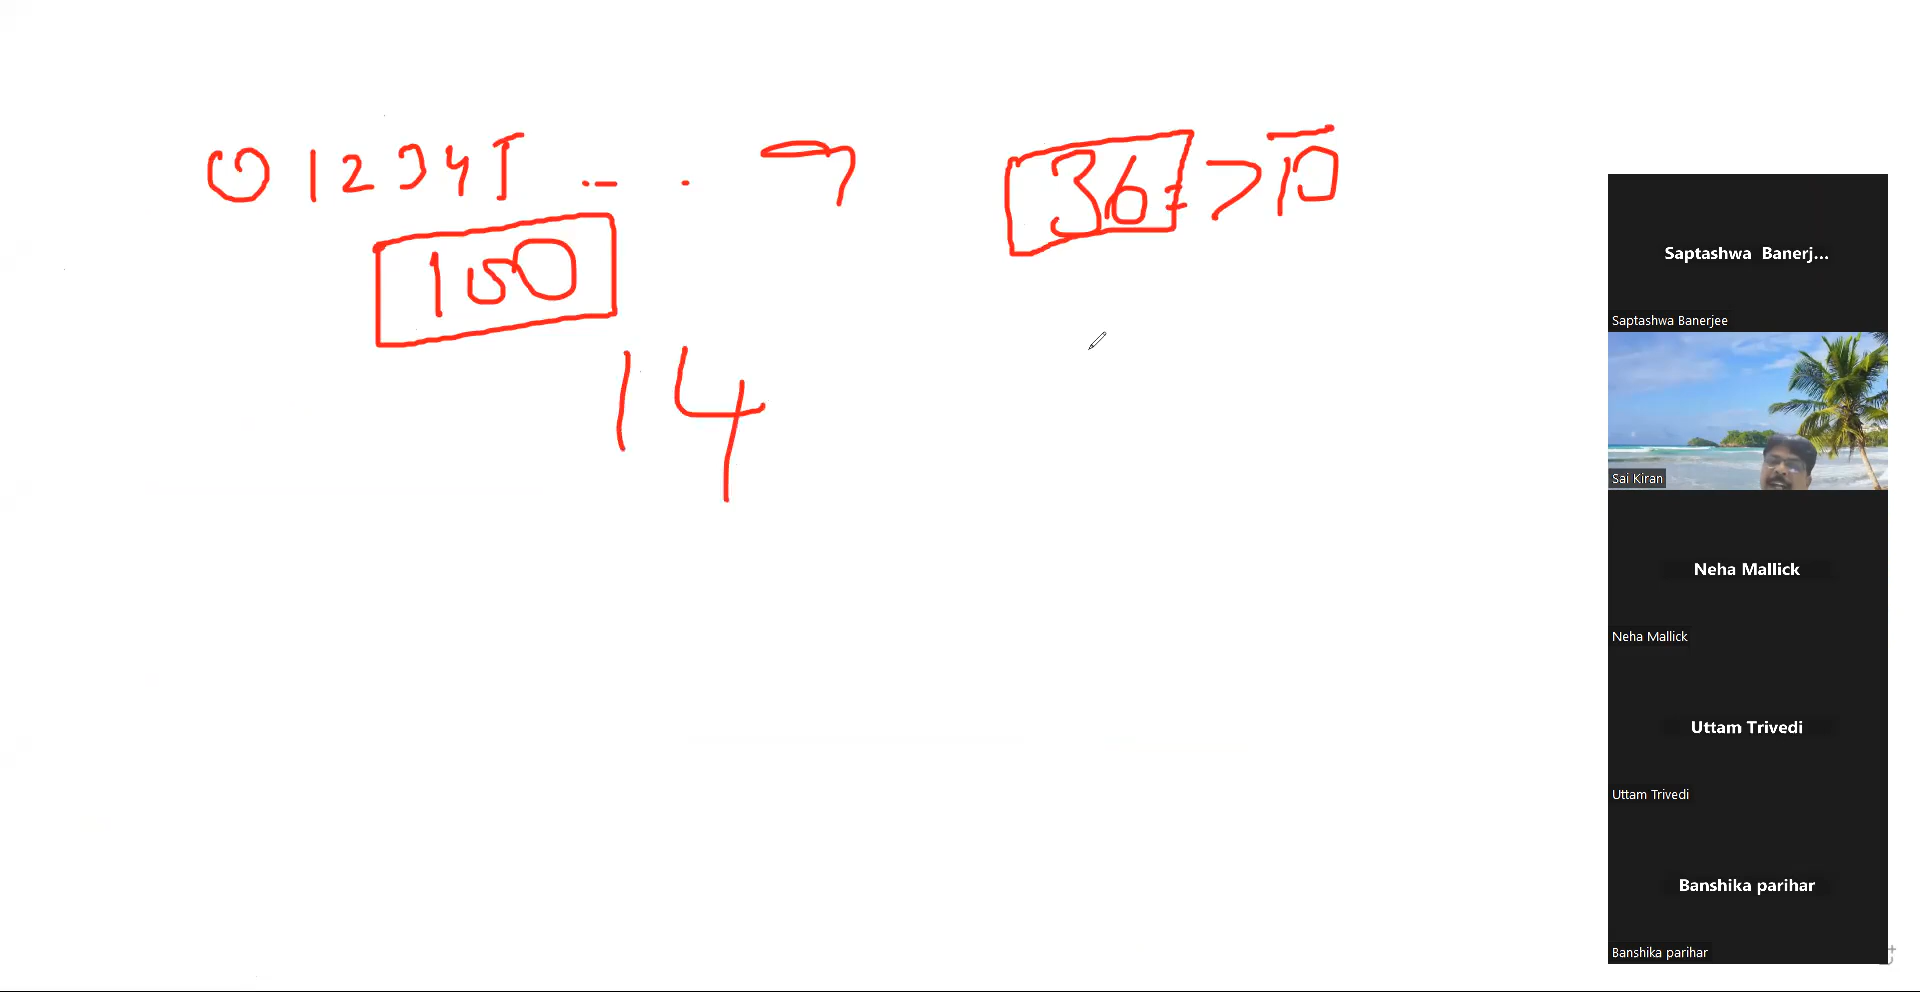 0 1 2 3 4 5 ... . 9
36 = > 10
100
14
Saptashwa Banerj...
Saptashwa Banerjee
Sai Kiran
Neha Mallick
Neha Mallick
Uttam Trivedi
Uttam Trivedi
Banshika parihar
Banshika parihar